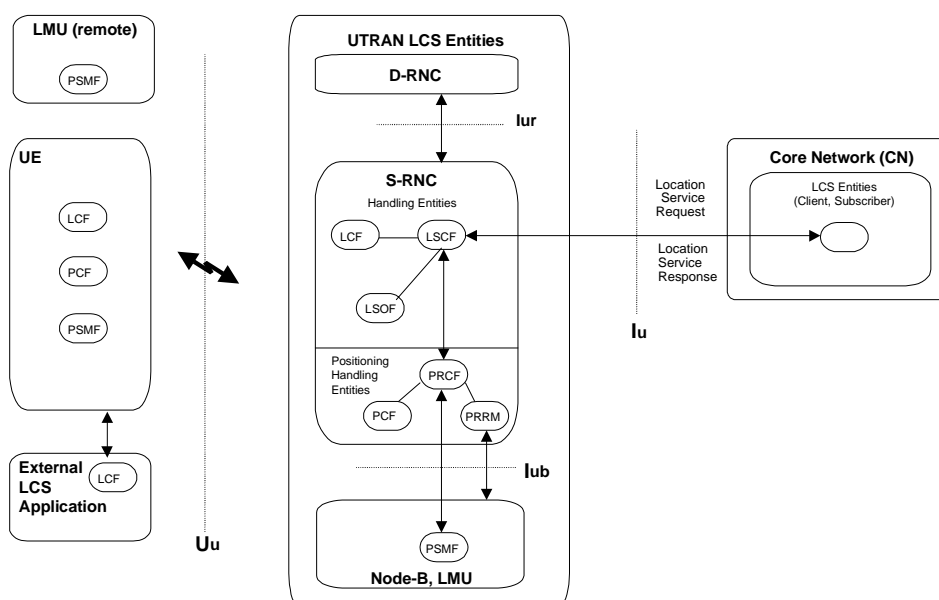 LMU (remote)
PSMF
UE
LCF
PCF
PSMF
External
LCS
Application
LCF
Uu
UTRAN LCS Entities
D-RNC
Iur
S-RNC
Handling Entities
LCF
LSCF
LSOF
Positioning
Handling
Entities
PRCF
PCF
PRRM
Iub
PSMF
Node-B, LMU
Location
Service
Request
Location
Service
Response
Iu
Core Network (CN)
LCS Entities
(Client, Subscriber)